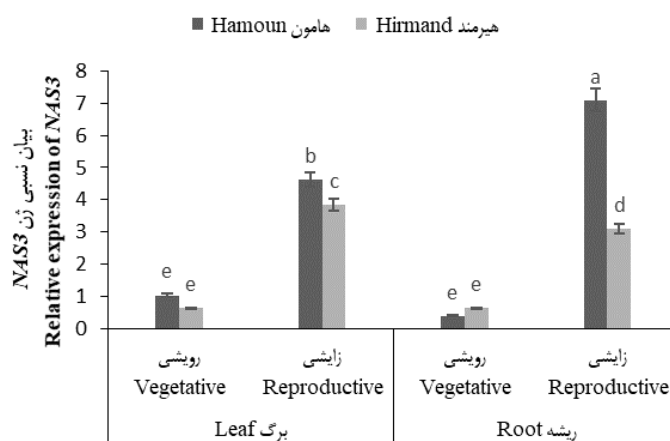 هامون Hamoun هیرمند Hirmand
بیان نسبی ژن NAS3
Relative expression of NAS3
8
7
6
5
4
3
2
1
0
e e b c e e a d
رویشی زایشی رویشی زایشی
Vegetative Reproductive Vegetative Reproductive
برگ Leaf ریشه Root